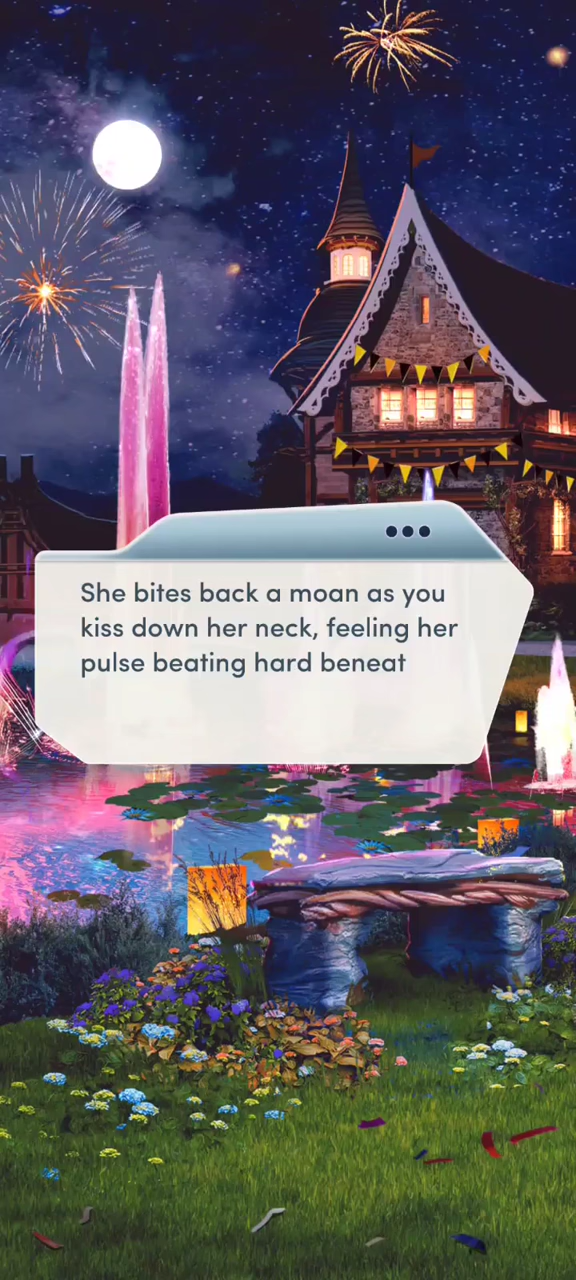 She bites back a moan as you
kiss down her neck, feeling her
pulse beating hard beneat